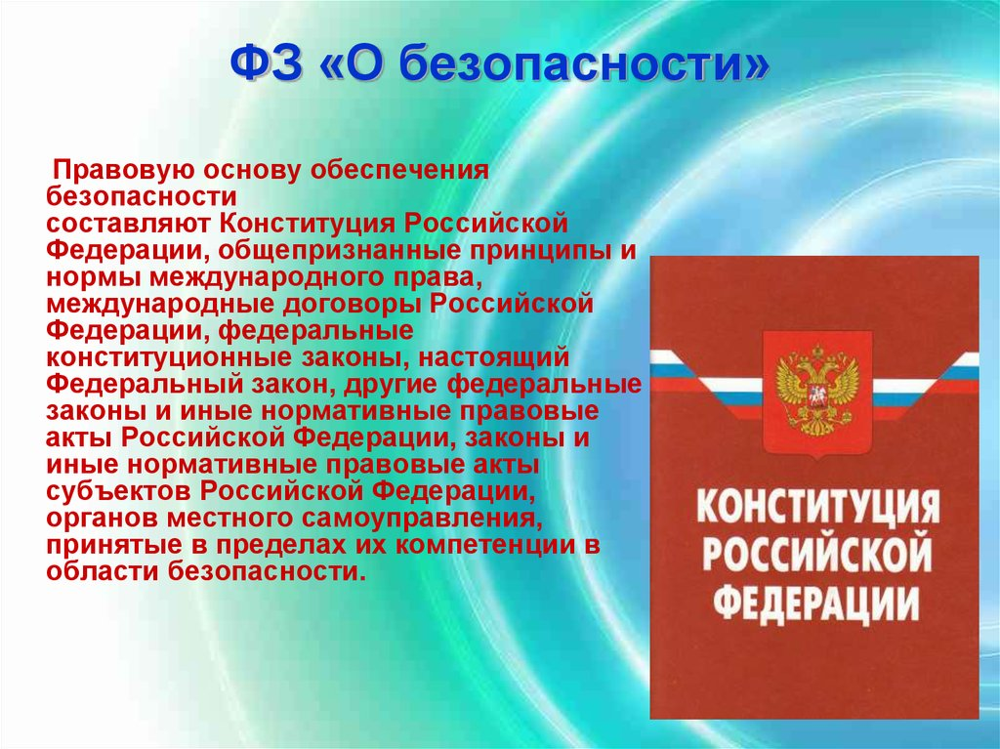 ФЗ «О безопасности»
Правовую основу обеспечения
безопасности
составляют Конституция Российской
Федерации, общепризнанные принципы и
нормы международного права,
международные договоры Российской
Федерации, федеральные
конституционные законы, настоящий
Федеральный закон, другие федеральные
законы и иные нормативные правовые
акты Российской Федерации, законы и
иные нормативные правовые акты
субъектов Российской Федерации,
органов местного самоуправления,
принятые в пределах их компетенции в
области безопасности.
КОНСТИТУЦИЯ
РОССИЙСКОЙ
ФЕДЕРАЦИИ